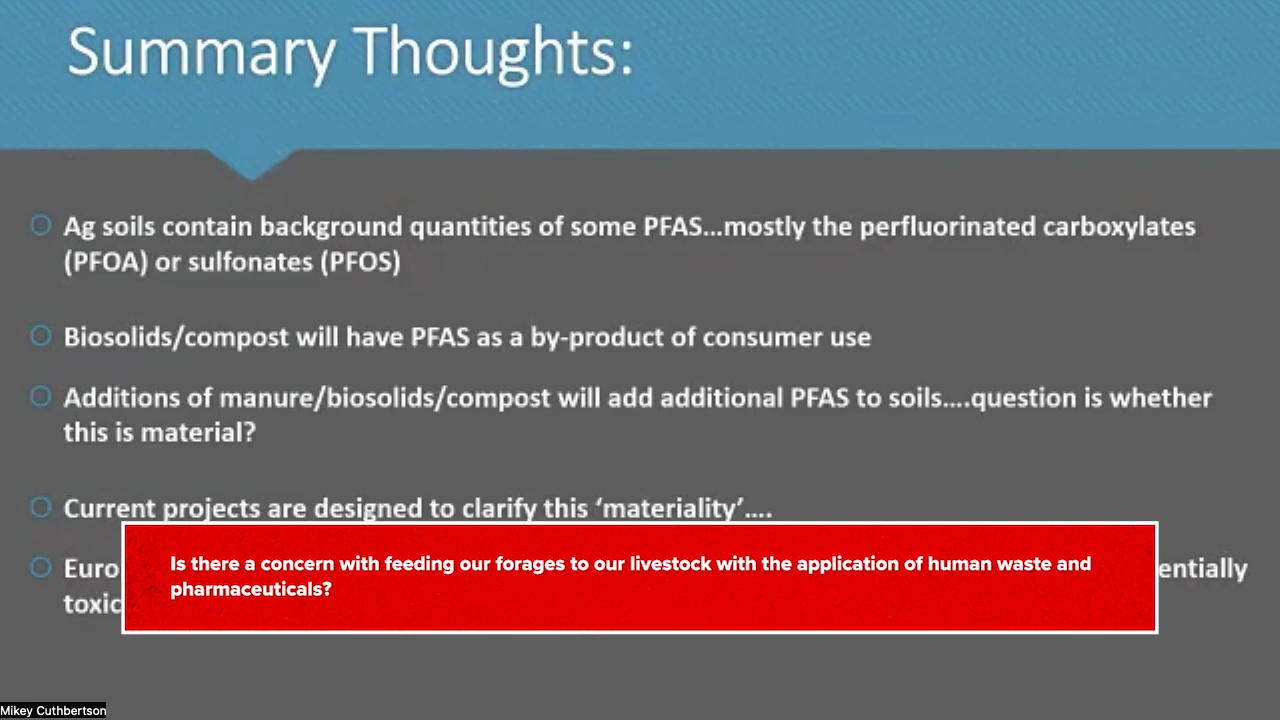 Summary Thoughts:
Ag soils contain background quantities of some PFAS...mostly the perfluorinated carboxylates
(PFOA) or sulfonates (PFOS)
Biosolids/compost will have PFAS as a by-product of consumer use
Additions of manure/biosolids/compost will add additional PFAS to soils....question is whether
this is material?
Current projects are designed to clarify this ‘materiality’....
Euro entially
toxic
Is there a concern with feeding our forages to our livestock with the application of human waste and
pharmaceuticals?
Mikey Cuthbertson